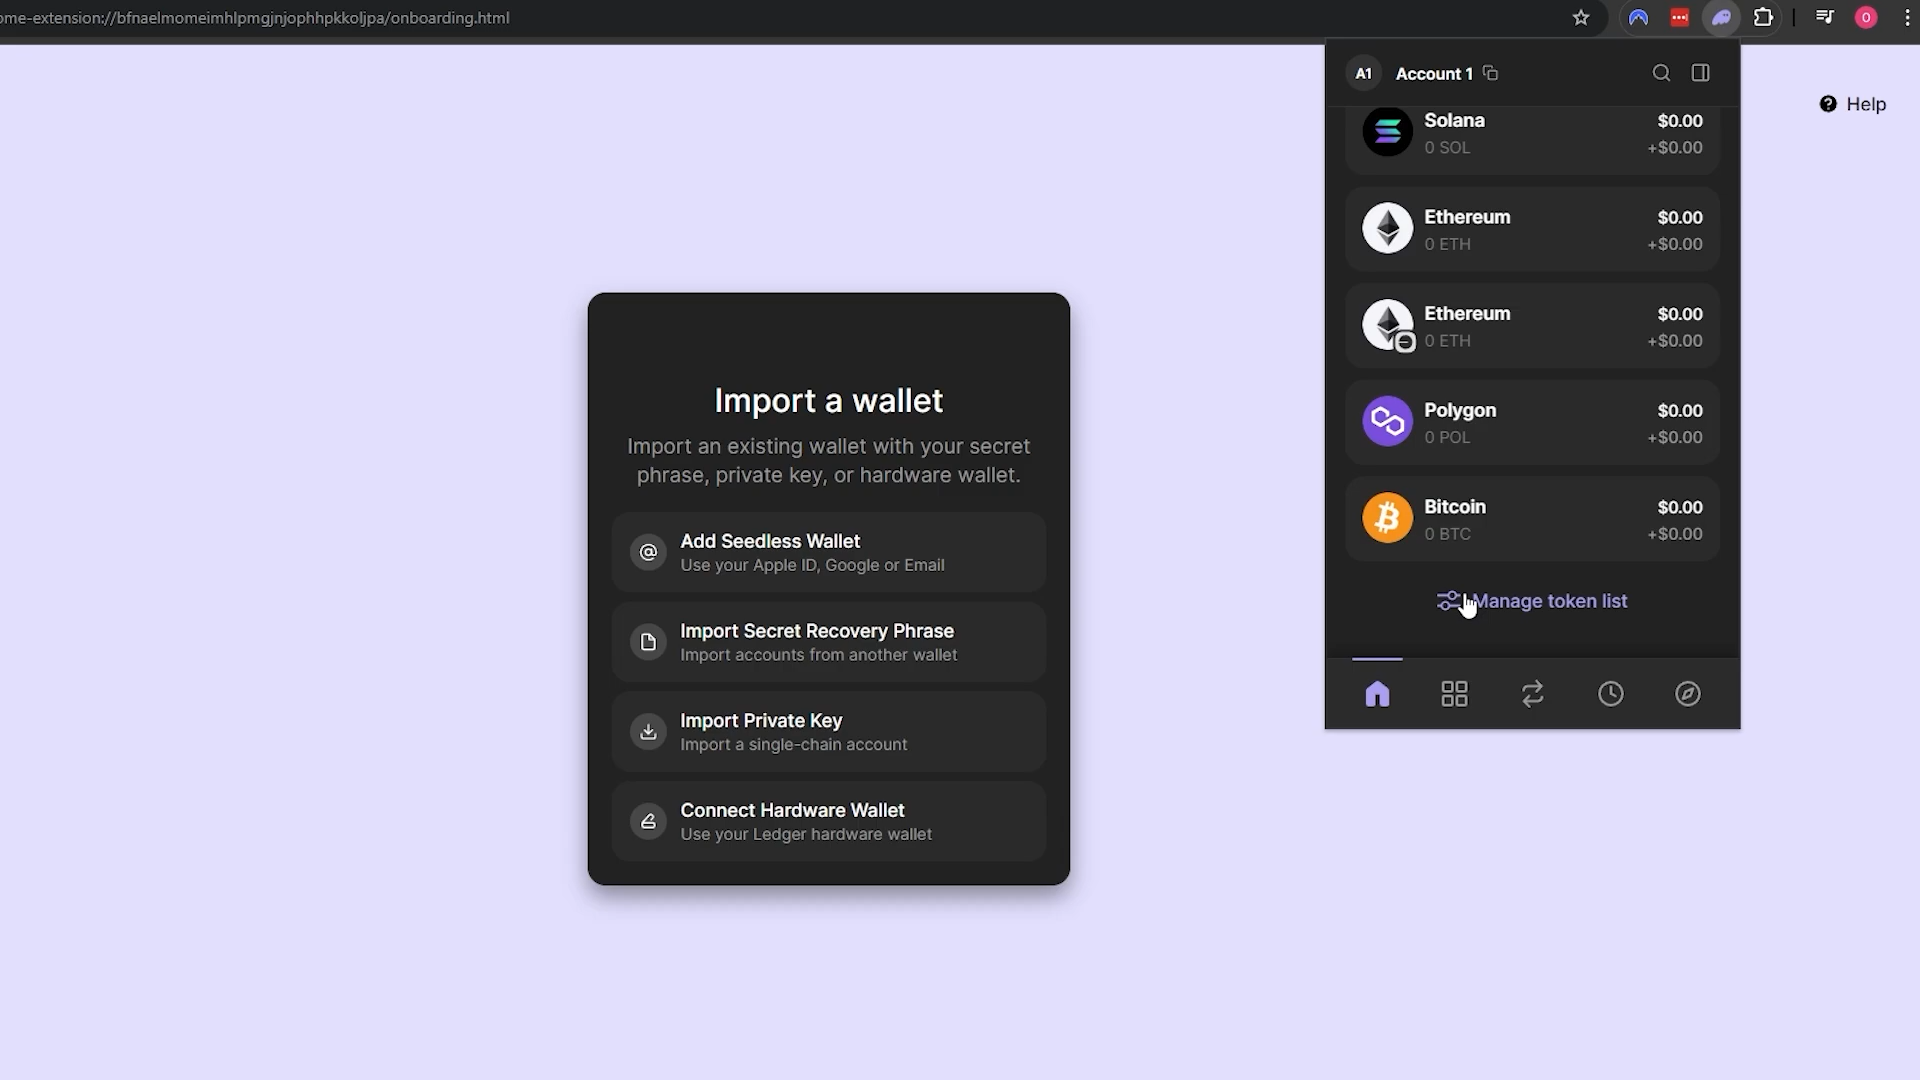 ome-extension://bfnaelmomeimhlpmgjnjophhpkkoljpa/onboarding.html
O
A1
Account 1
Help
Solana
$0.00
0 SOL
+$0.00
Ethereum
$0.00
0 ETH
+$0.00
Ethereum
$0.00
0 ETH
+$0.00
Polygon
$0.00
0 POL
+$0.00
Bitcoin
$0.00
0 BTC
+$0.00
Manage token list
Import a wallet
Import an existing wallet with your secret
phrase, private key, or hardware wallet.
Add Seedless Wallet
Use your Apple ID, Google or Email
Import Secret Recovery Phrase
Import accounts from another wallet
Import Private Key
Import a single-chain account
Connect Hardware Wallet
Use your Ledger hardware wallet